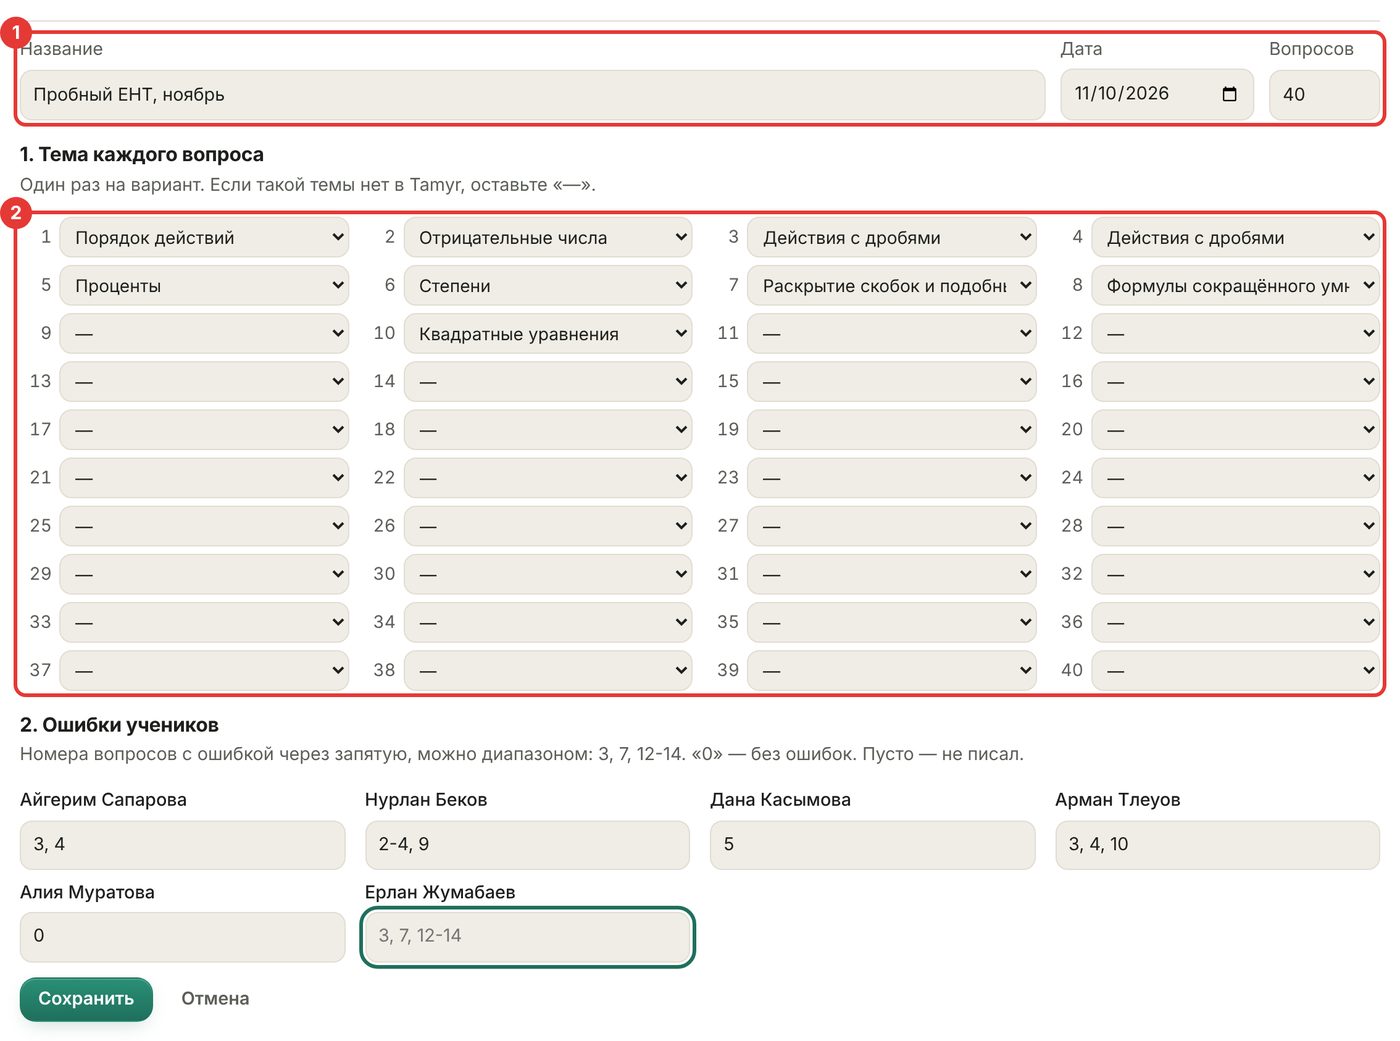 1
Название Дата Вопросов
Пробный ЕНТ, ноябрь 11/10/2026 40
1. Тема каждого вопроса
Один раз на вариант. Если такой темы нет в Tamyr, оставьте «—».
2
1 Порядок действий 2 Отрицательные числа 3 Действия с дробями 4 Действия с дробями
5 Проценты 6 Степени 7 Раскрытие скобок и подобн 8 Формулы сокращённого умн
9 — 10 Квадратные уравнения 11 — 12 —
13 — 14 — 15 — 16 —
17 — 18 — 19 — 20 —
21 — 22 — 23 — 24 —
25 — 26 — 27 — 28 —
29 — 30 — 31 — 32 —
33 — 34 — 35 — 36 —
37 — 38 — 39 — 40 —
2. Ошибки учеников
Номера вопросов с ошибкой через запятую, можно диапазоном: 3, 7, 12-14. «0» — без ошибок. Пусто — не писал.
Айгерим Сапарова Нурлан Беков Дана Касымова Арман Тлеуов
3, 4 2-4, 9 5 3, 4, 10
Алия Муратова Ерлан Жумабаев
0 3, 7, 12-14
Сохранить Отмена